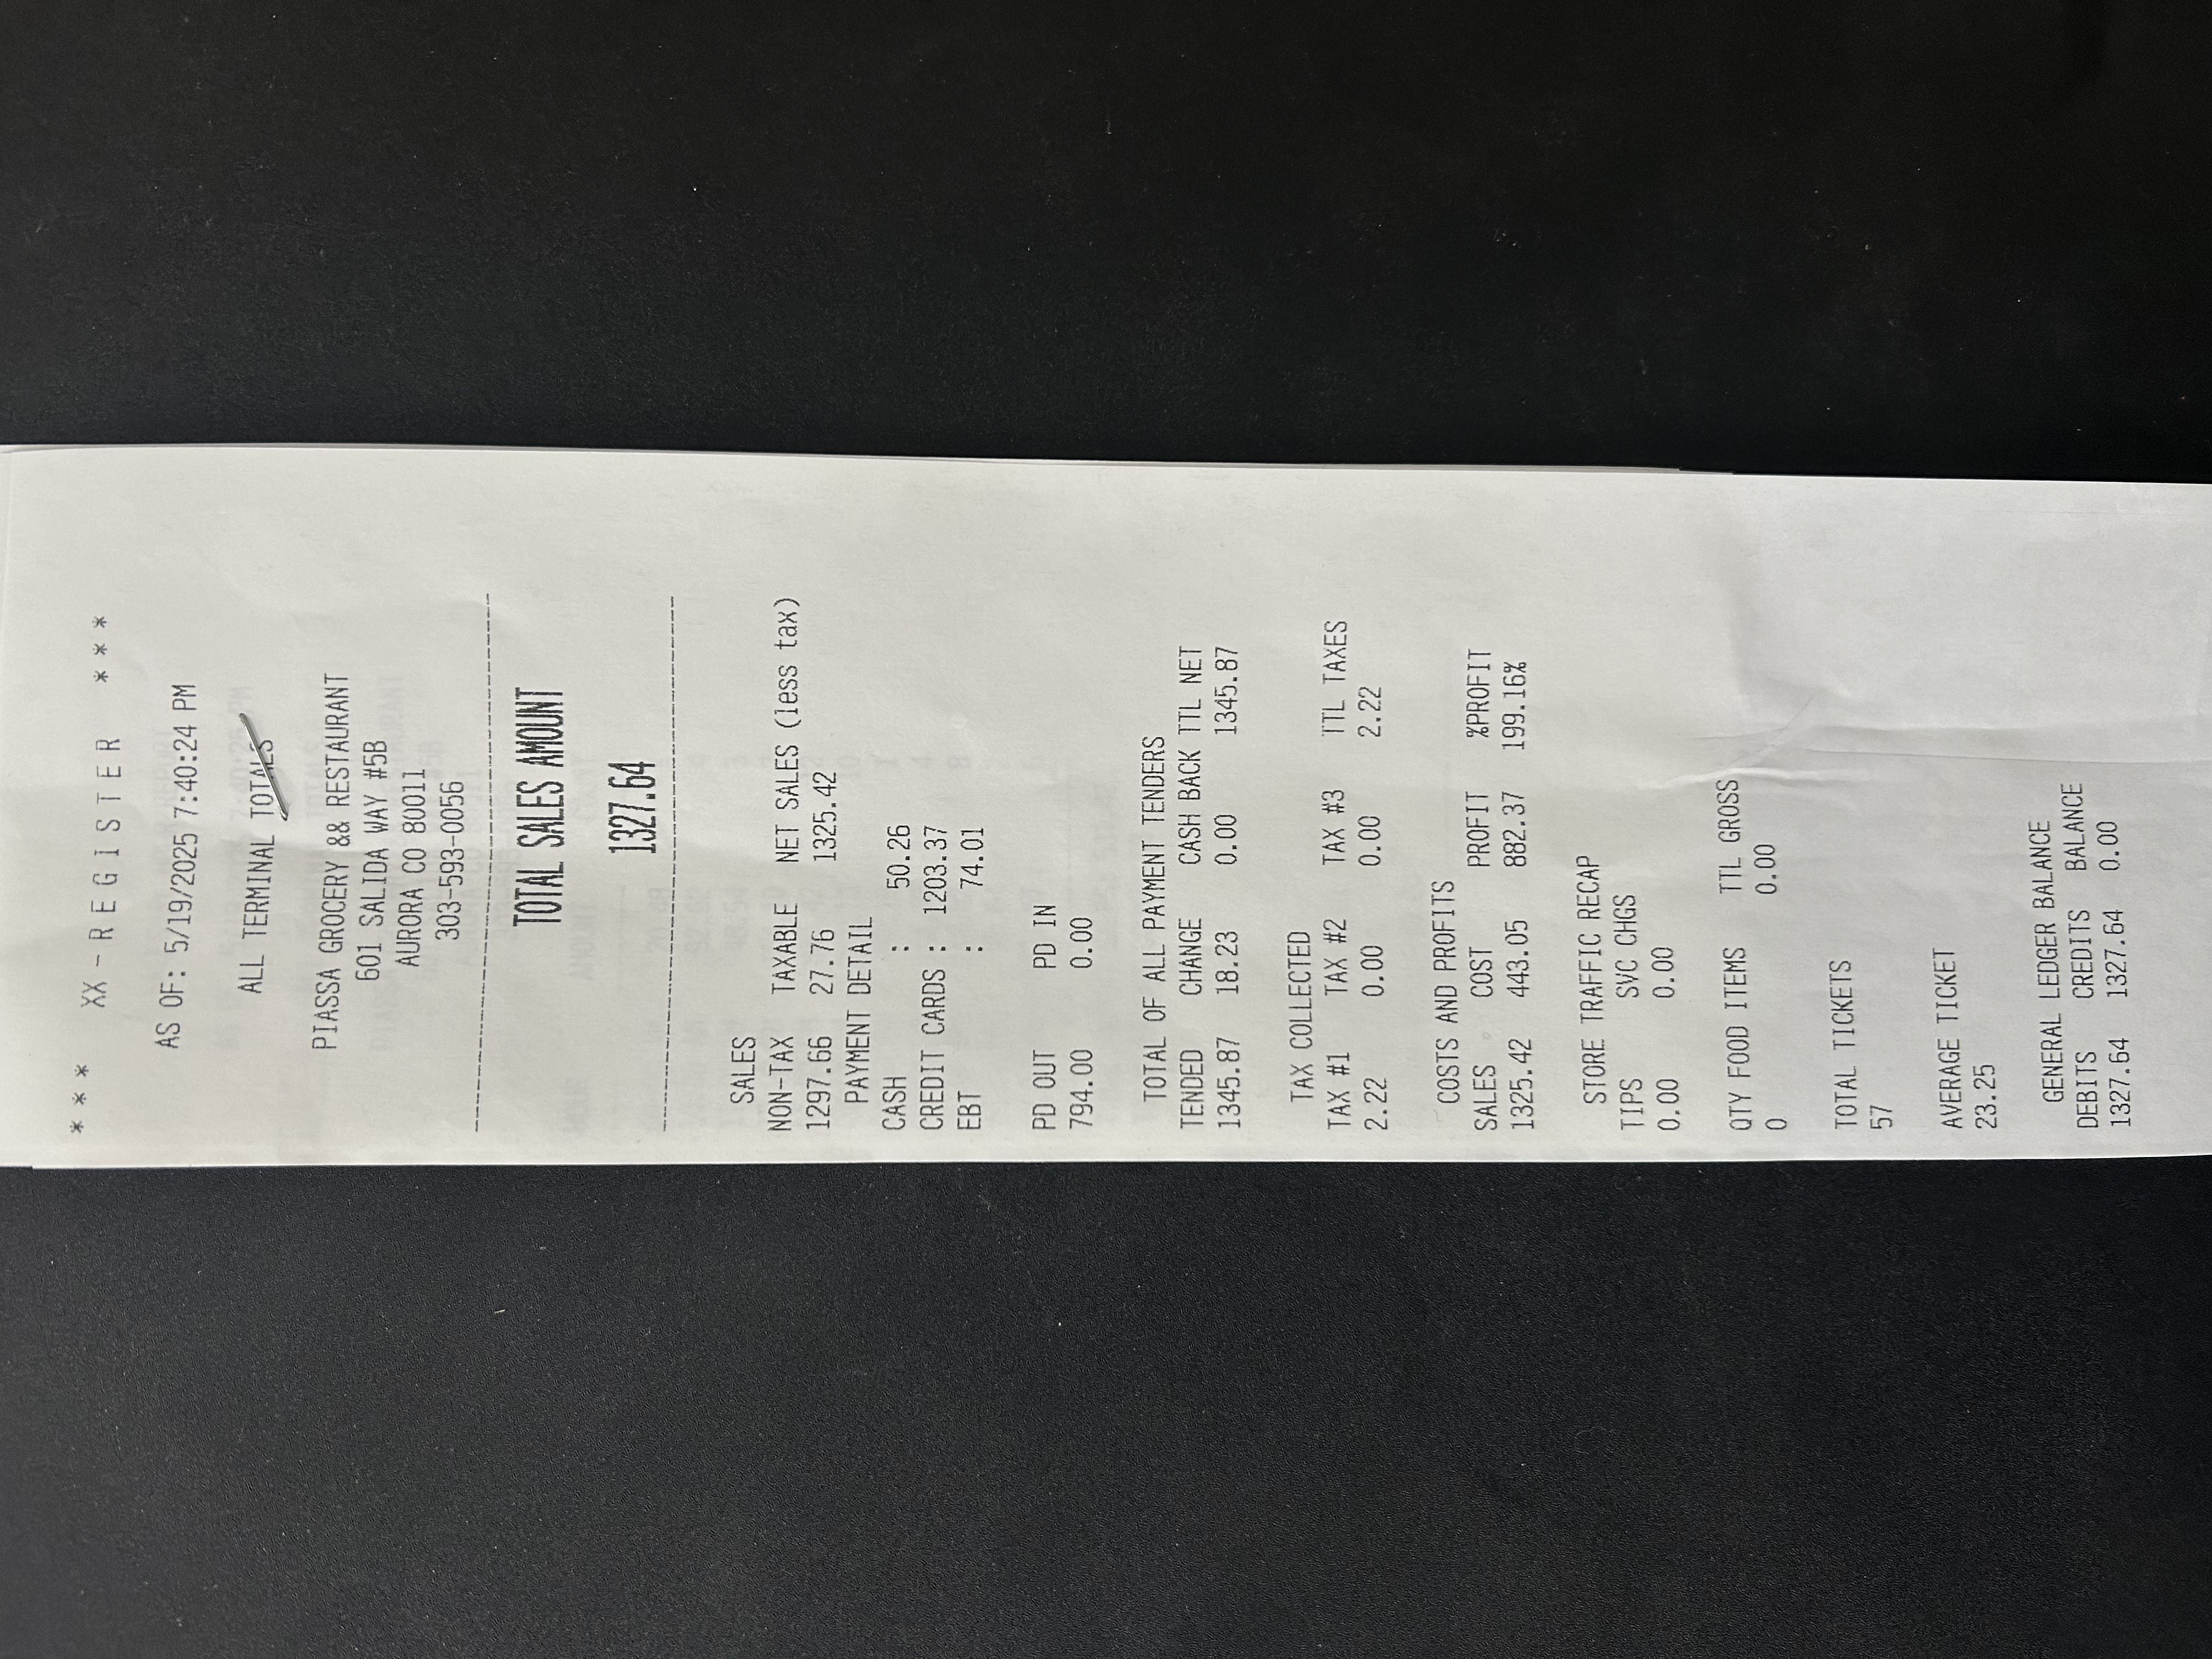 *** XX-REGISTER ***
AS OF: 5/19/2025 7:40:24 PM
ALL TERMINAL TOTALS
PIASSA GROCERY && RESTAURANT
601 SALIDA WAY #5B
AURORA CO 80011
303-593-0056
TOTAL SALES AMOUNT
1327.64
SALES
NON-TAX TAXABLE NET SALES (less tax)
1297.66 27.76 1325.42
PAYMENT DETAIL
CASH : 50.26
CREDIT CARDS : 1203.37
EBT : 74.01
PD OUT PD IN
794.00 0.00
TOTAL OF ALL PAYMENT TENDERS
TENDED CHANGE CASH BACK TTL NET
1345.87 18.23 0.00 1345.87
TAX COLLECTED
TAX #1 TAX #2 TAX #3 TTL TAXES
2.22 0.00 0.00 2.22
COSTS AND PROFITS
SALES COST PROFIT %PROFIT
1325.42 443.05 882.37 199.16%
STORE TRAFFIC RECAP
TIPS SVC CHGS
0.00 0.00
QTY FOOD ITEMS TTL GROSS
0 0.00
TOTAL TICKETS
57
AVERAGE TICKET
23.25
GENERAL LEDGER BALANCE
DEBITS CREDITS BALANCE
1327.64 1327.64 0.00